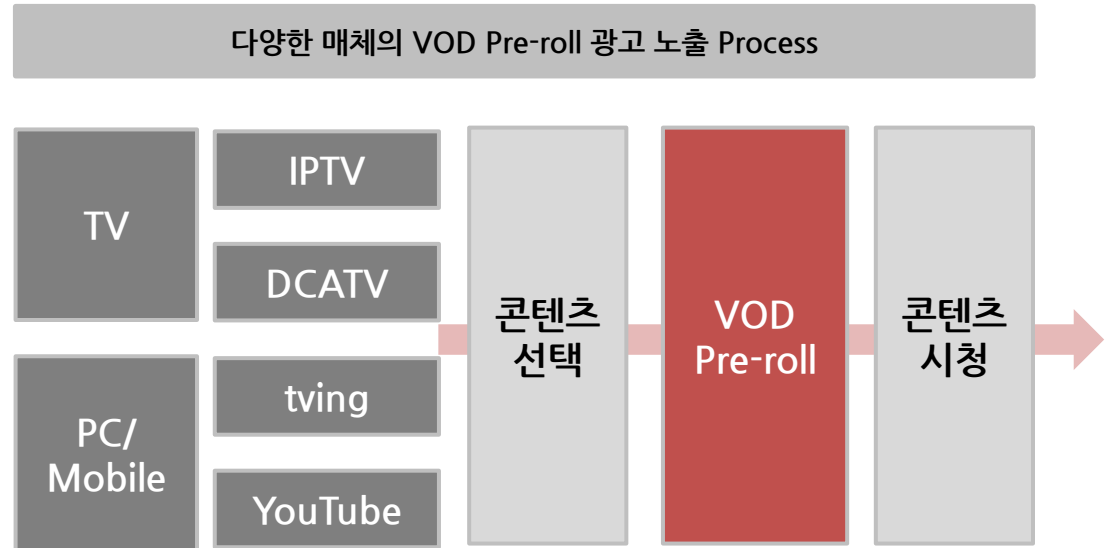 다양한 매체의 VOD Pre-roll 광고 노출 Process
TV
IPTV
DCATV
PC/
Mobile
tving
YouTube
콘텐츠
선택
VOD
Pre-roll
콘텐츠
시청